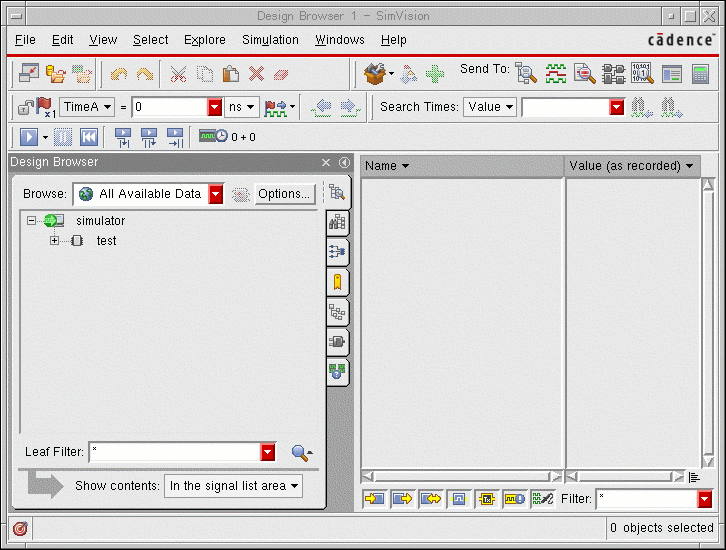 Design Browser 1 - SimVision
File Edit View Select Explore Simulation Windows Help cādence
Send To:
TimeA = 0 ns Search Times: Value
0 + 0
Design Browser
Name Value (as recorded)
Browse: All Available Data Options...
simulator
test
Leaf Filter: *
Show contents: In the signal list area
Filter: *
0 objects selected